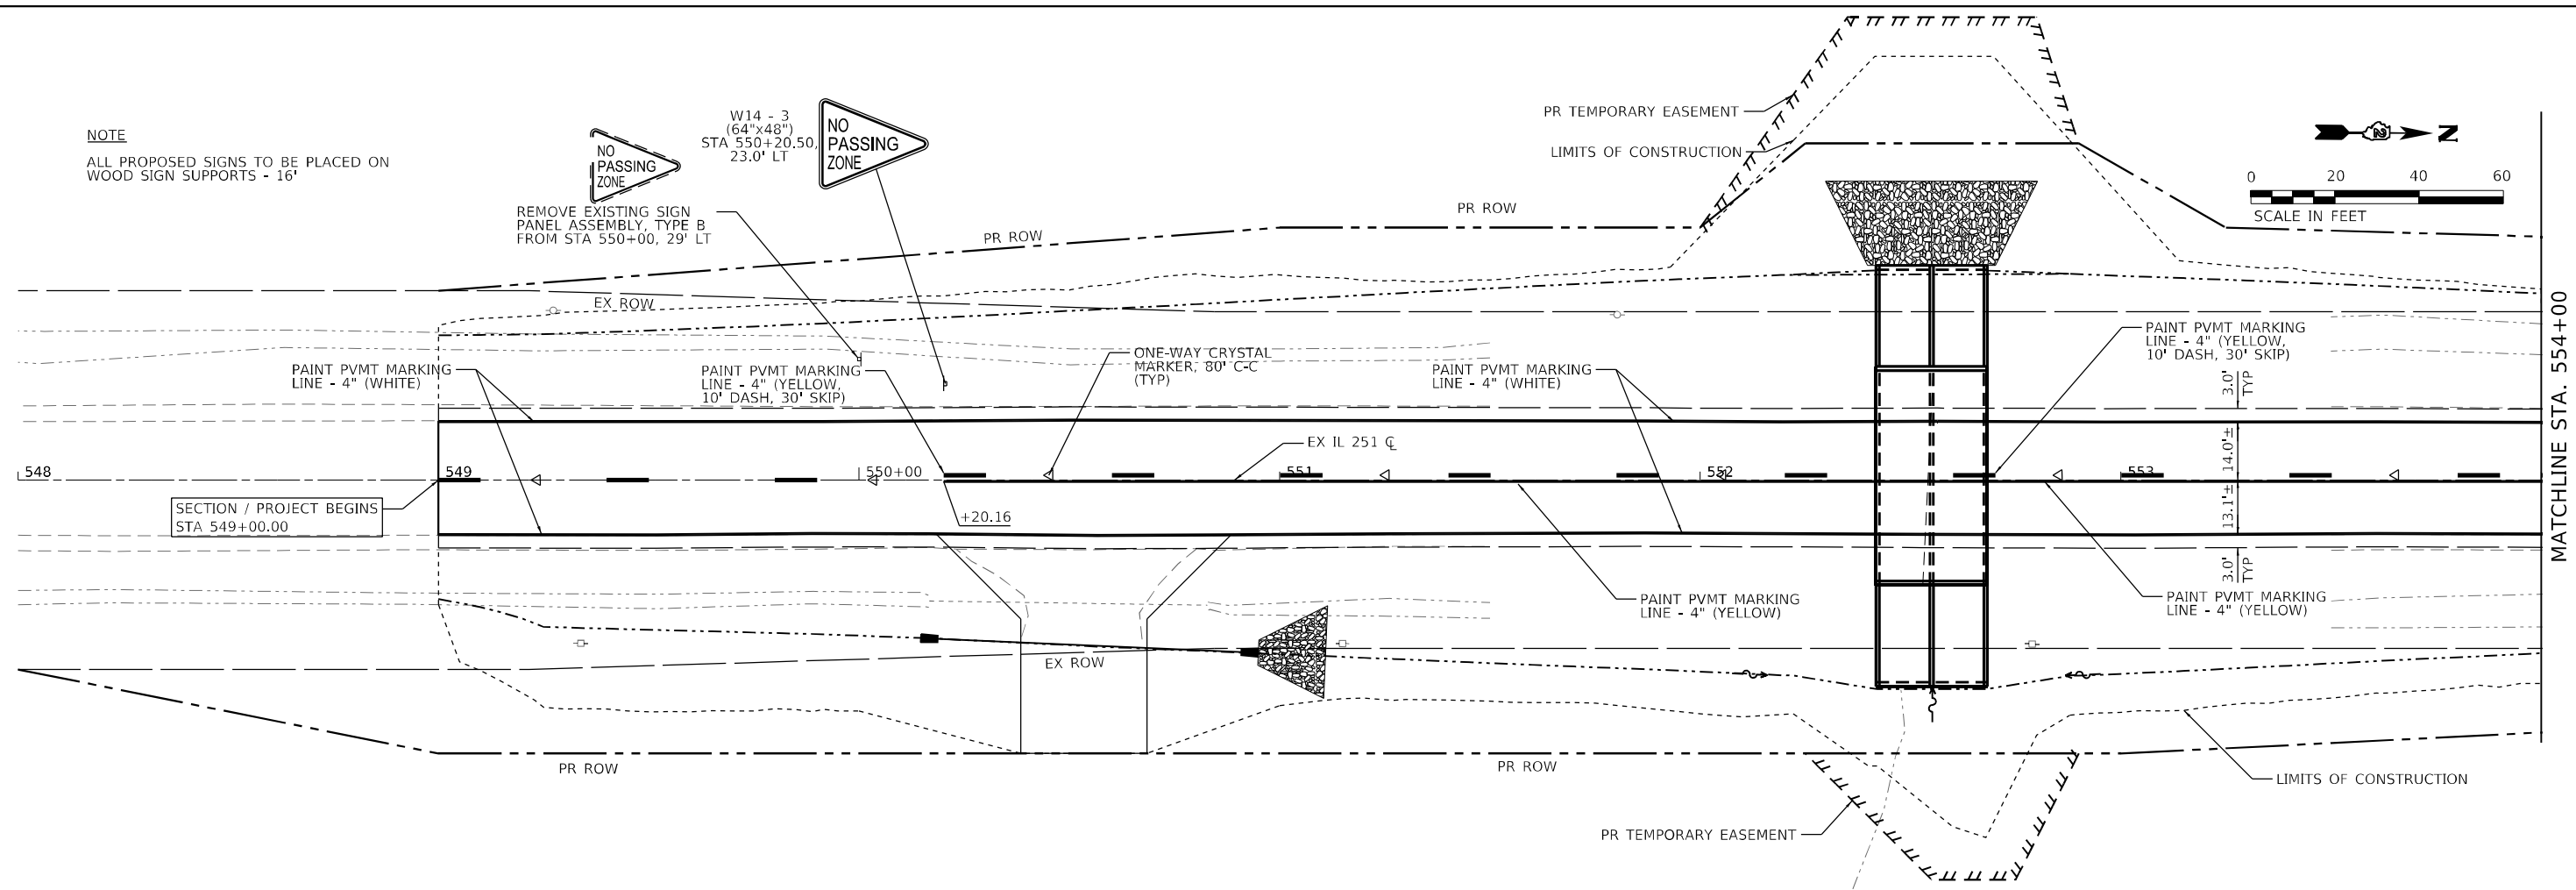 NOTE
ALL PROPOSED SIGNS TO BE PLACED ON
WOOD SIGN SUPPORTS - 16'
NO
PASSING
ZONE
W14 - 3
(64"x48")
STA 550+20.50,
23.0' LT
NO
PASSING
ZONE
REMOVE EXISTING SIGN
PANEL ASSEMBLY, TYPE B
FROM STA 550+00, 29' LT
PR ROW
PR ROW
PR TEMPORARY EASEMENT
LIMITS OF CONSTRUCTION
2
N
0 20 40 60
SCALE IN FEET
EX ROW
PAINT PVMT MARKING
LINE - 4" (WHITE)
PAINT PVMT MARKING
LINE - 4" (YELLOW,
10' DASH, 30' SKIP)
ONE-WAY CRYSTAL
MARKER, 80' C-C
(TYP)
PAINT PVMT MARKING
LINE - 4" (WHITE)
PAINT PVMT MARKING
LINE - 4" (YELLOW,
10' DASH, 30' SKIP)
3.0'
TYP
14.0'±
13.1'±
3.0'
TYP
EX IL 251 ℄
548
549
550+00
551
552
553
SECTION / PROJECT BEGINS
STA 549+00.00
+20.16
PAINT PVMT MARKING
LINE - 4" (YELLOW)
PAINT PVMT MARKING
LINE - 4" (YELLOW)
EX ROW
PR ROW
PR ROW
LIMITS OF CONSTRUCTION
PR TEMPORARY EASEMENT
MATCHLINE STA. 554+00